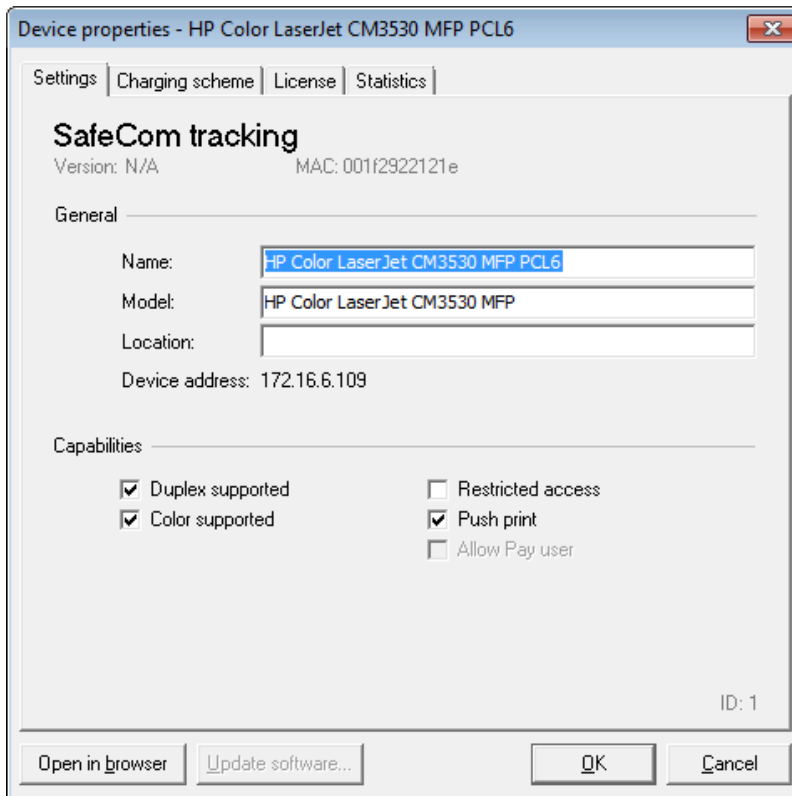 Device properties - HP Color LaserJet CM3530 MFP PCL6
Settings Charging scheme License Statistics
SafeCom tracking
Version: N/A MAC: 001f2922121e
General
Name: HP Color LaserJet CM3530 MFP PCL6
Model: HP Color LaserJet CM3530 MFP
Location:
Device address: 172.16.6.109
Capabilities
Duplex supported Restricted access
Color supported Push print
Allow Pay user
ID: 1
Open in browser Update software... OK Cancel